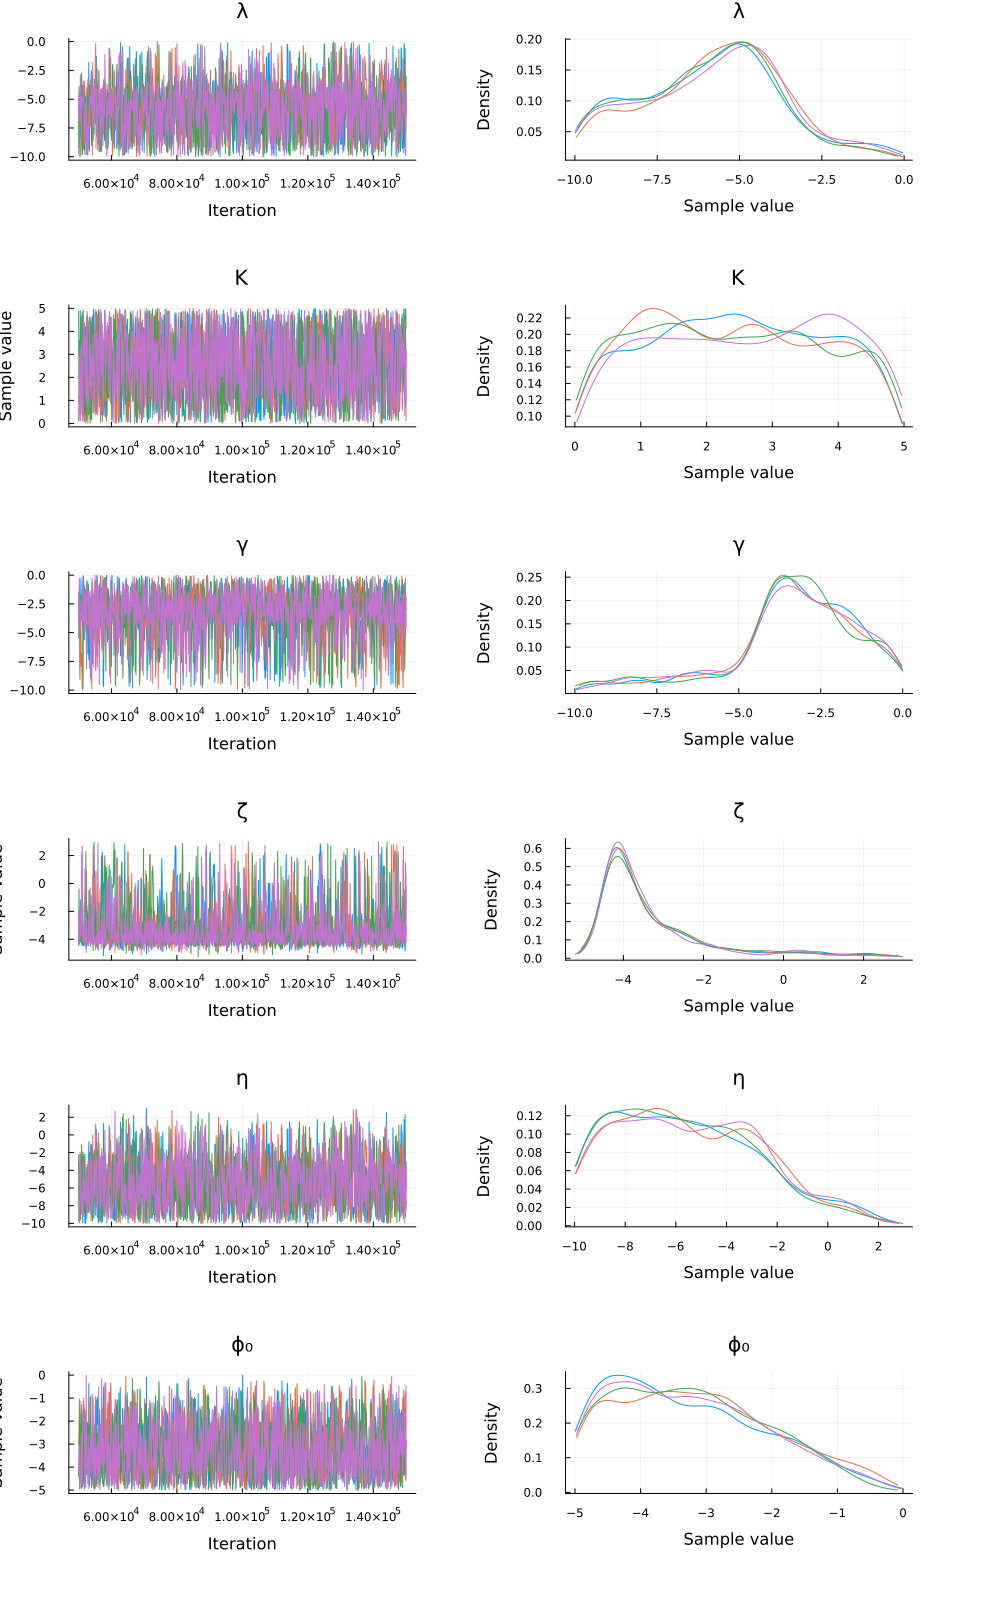 λ
λ
0.0
−2.5
−5.0
−7.5
−10.0
6.00×10⁴ 8.00×10⁴ 1.00×10⁵ 1.20×10⁵ 1.40×10⁵
Iteration
Density
0.20
0.15
0.10
0.05
−10.0 −7.5 −5.0 −2.5 0.0
Sample value
K
K
Sample value
5
4
3
2
1
0
6.00×10⁴ 8.00×10⁴ 1.00×10⁵ 1.20×10⁵ 1.40×10⁵
Iteration
Density
0.22
0.20
0.18
0.16
0.14
0.12
0.10
0 1 2 3 4 5
Sample value
γ
γ
0.0
−2.5
−5.0
−7.5
−10.0
6.00×10⁴ 8.00×10⁴ 1.00×10⁵ 1.20×10⁵ 1.40×10⁵
Iteration
Density
0.25
0.20
0.15
0.10
0.05
−10.0 −7.5 −5.0 −2.5 0.0
Sample value
ζ
ζ
2
0
−2
−4
6.00×10⁴ 8.00×10⁴ 1.00×10⁵ 1.20×10⁵ 1.40×10⁵
Iteration
Density
0.6
0.5
0.4
0.3
0.2
0.1
0.0
−4 −2 0 2
Sample value
η
η
2
0
−2
−4
−6
−8
−10
6.00×10⁴ 8.00×10⁴ 1.00×10⁵ 1.20×10⁵ 1.40×10⁵
Iteration
Density
0.12
0.10
0.08
0.06
0.04
0.02
0.00
−10 −8 −6 −4 −2 0 2
Sample value
ϕ₀
ϕ₀
0
−1
−2
−3
−4
−5
6.00×10⁴ 8.00×10⁴ 1.00×10⁵ 1.20×10⁵ 1.40×10⁵
Iteration
Density
0.3
0.2
0.1
0.0
−5 −4 −3 −2 −1 0
Sample value